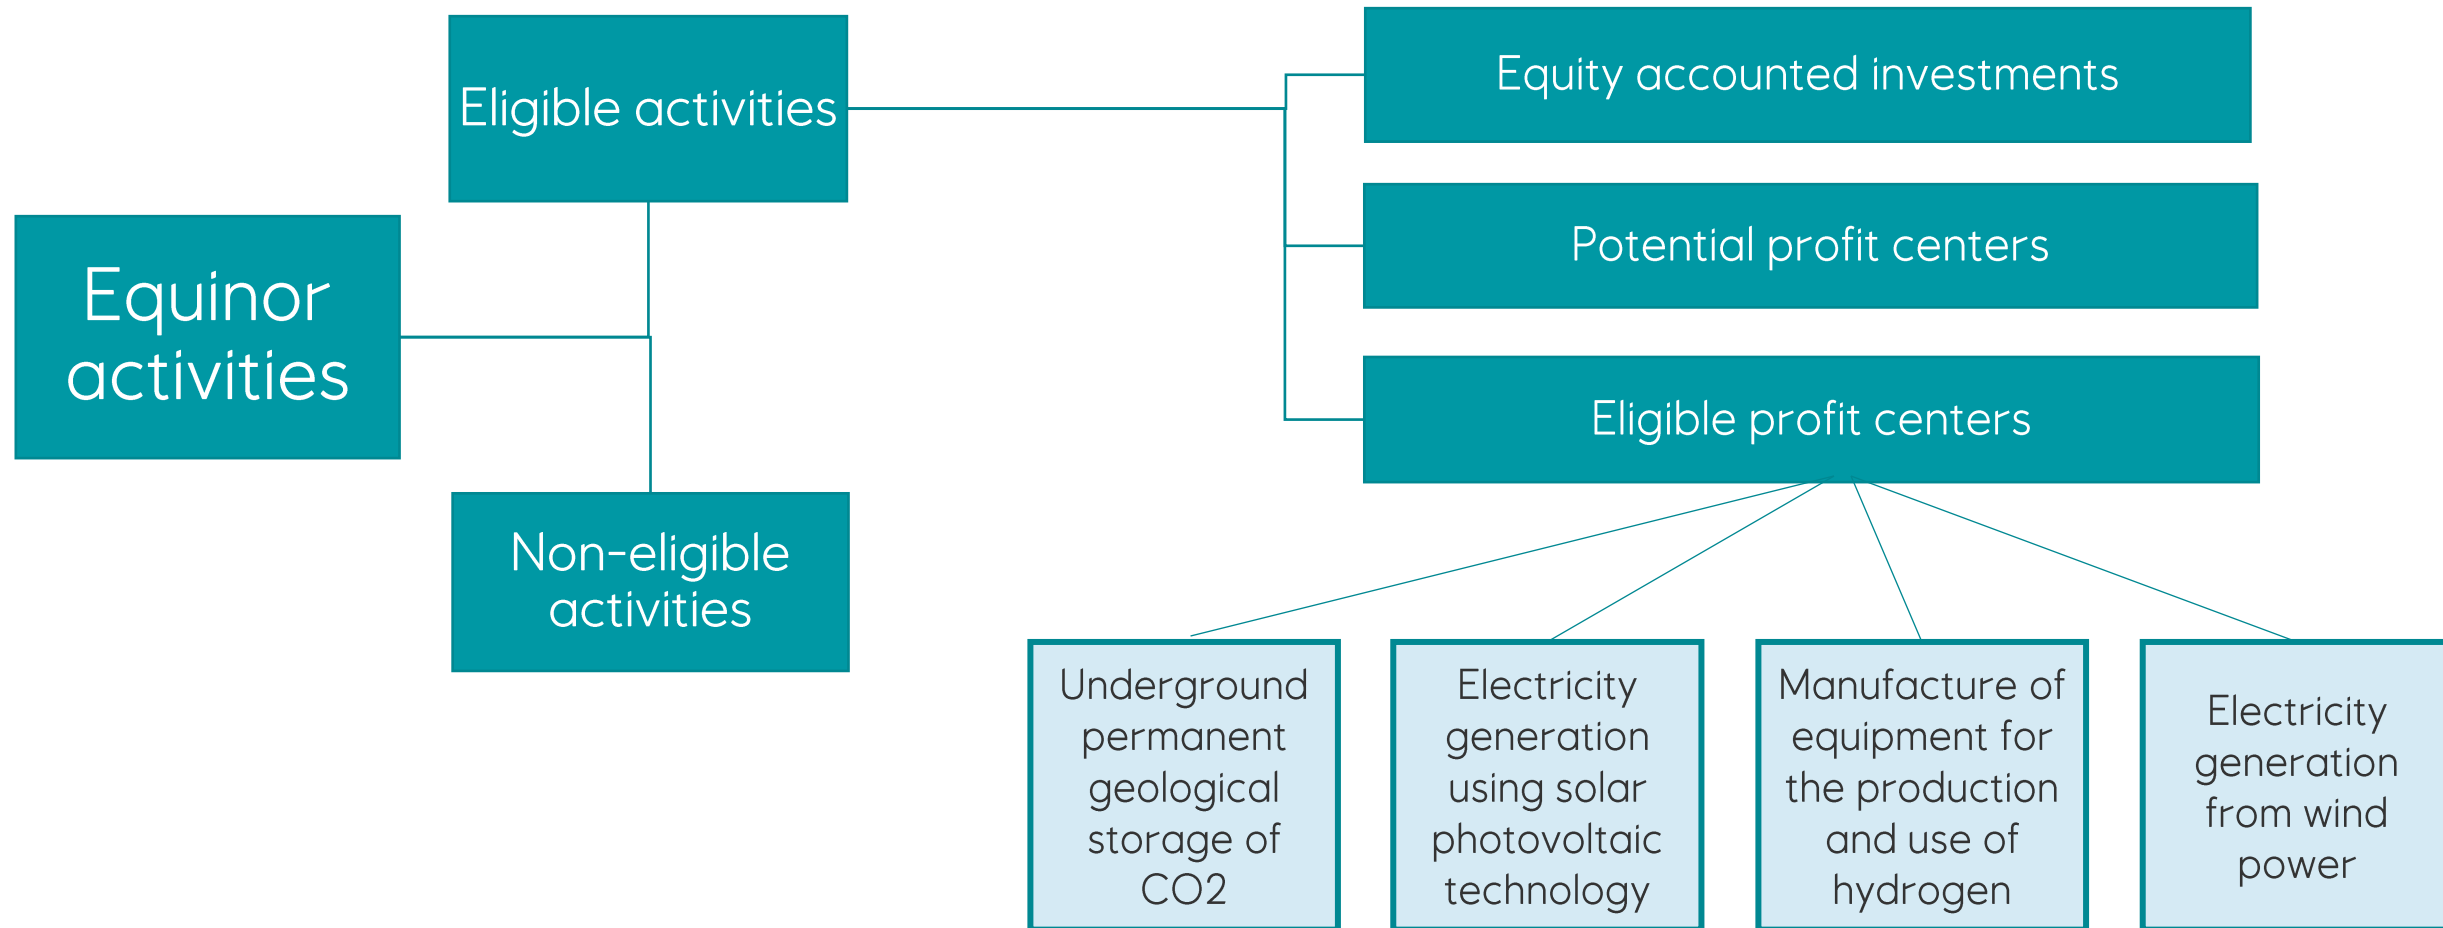 Eligible activities
Equity accounted investments
Potential profit centers
Equinor
activities
Eligible profit centers
Non-eligible
activities
Underground
permanent
geological
storage of
CO2
Electricity
generation
using solar
photovoltaic
technology
Manufacture of
equipment for
the production
and use of
hydrogen
Electricity
generation
from wind
power